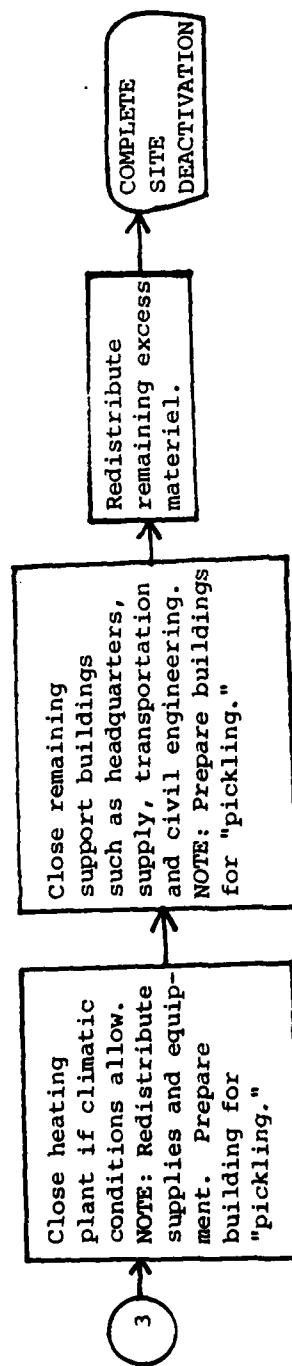 3
Close heating
plant if climatic
conditions allow.
NOTE: Redistribute
supplies and equip-
ment. Prepare
building for
"pickling."
Close remaining
support buildings
such as headquarters,
supply, transportation
and civil engineering.
NOTE: Prepare buildings
for "pickling."
Redistribute
remaining excess
materiel.
COMPLETE
SITE
DEACTIVATION